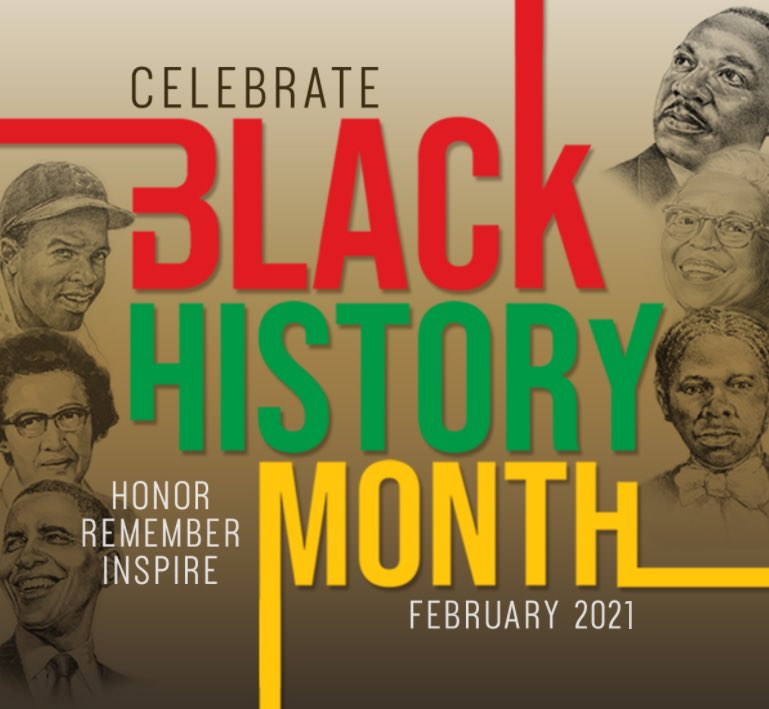 CELEBRATE
BLACK
HISTORY
MONTH
HONOR
REMEMBER
INSPIRE
FEBRUARY 2021